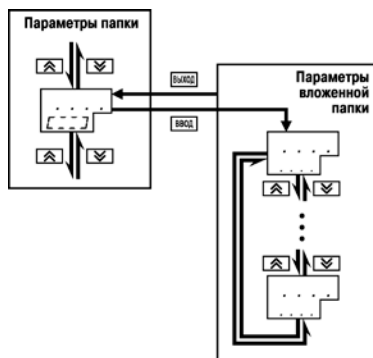 Параметры папки
ВЫХОД
ВВОД
Параметры
вложенной
папки